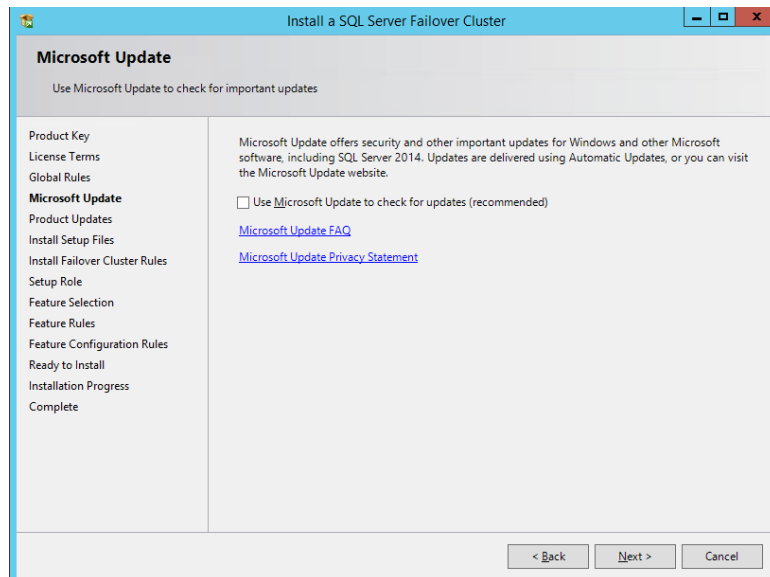 Install a SQL Server Failover Cluster
Microsoft Update
Use Microsoft Update to check for important updates
Product Key
License Terms
Global Rules
Microsoft Update
Product Updates
Install Setup Files
Install Failover Cluster Rules
Setup Role
Feature Selection
Feature Rules
Feature Configuration Rules
Ready to Install
Installation Progress
Complete
Microsoft Update offers security and other important updates for Windows and other Microsoft
software, including SQL Server 2014. Updates are delivered using Automatic Updates, or you can visit
the Microsoft Update website.
Use Microsoft Update to check for updates (recommended)
Microsoft Update FAQ
Microsoft Update Privacy Statement
< Back
Next >
Cancel